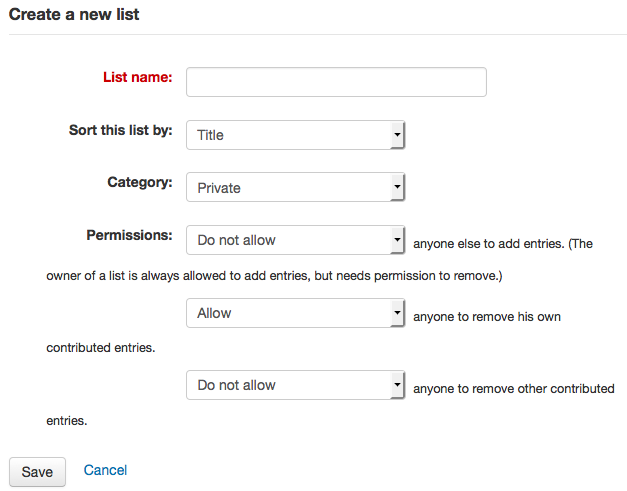 Create a new list
List name:
Sort this list by: Title
Category: Private
Permissions: Do not allow anyone else to add entries. (The
owner of a list is always allowed to add entries, but needs permission to remove.)
Allow anyone to remove his own
contributed entries.
Do not allow anyone to remove other contributed
entries.
Save Cancel